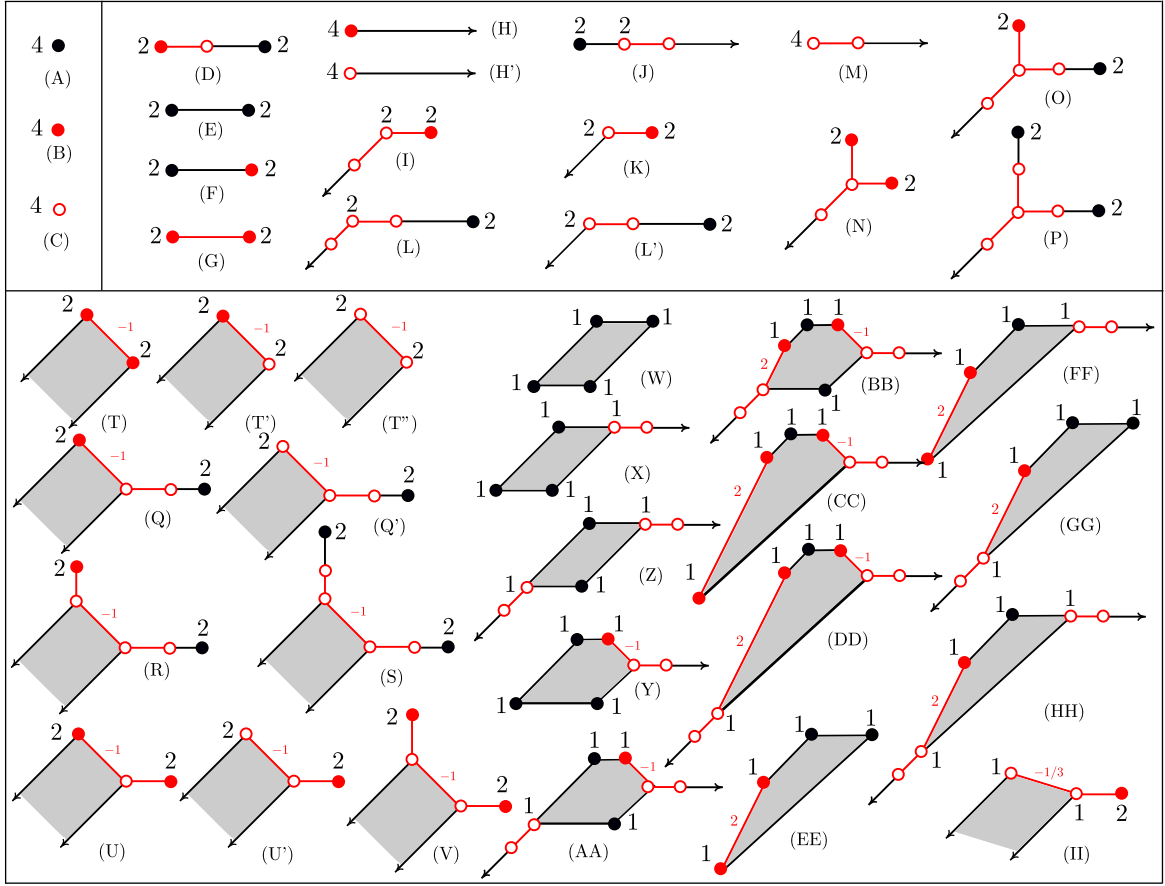 4 (A)
4 (B)
4 (C)
2 2 (D)
2 2 (E)
2 2 (F)
2 2 (G)
4 (H)
4 (H')
2 2 (I)
2 2 (L)
2 2 (J)
2 2 (K)
2 2 (L')
4 (M)
2 2 (N)
2 2 (O)
2 2 (P)
2 −1 2 (T)
2 −1 2 (T')
2 −1 2 (T")
2 −1 2 (Q)
2 −1 2 (Q')
2 −1 2 (R)
2 −1 2 (S)
2 −1 2 (U)
2 −1 2 (U')
2 −1 2 (V)
1 1 1 1 (W)
1 1 1 1 (X)
1 1 1 1 (Z)
1 1 −1 1 1 (Y)
1 1 −1 1 1 (AA)
1 1 1 −1 2 1 (BB)
1 1 1 −1 2 1 (CC)
1 1 1 −1 2 1 (DD)
1 1 1 2 1 (EE)
1 1 1 2 1 (FF)
1 1 1 2 1 (GG)
1 1 1 2 1 (HH)
1 −1/3 1 2 (II)